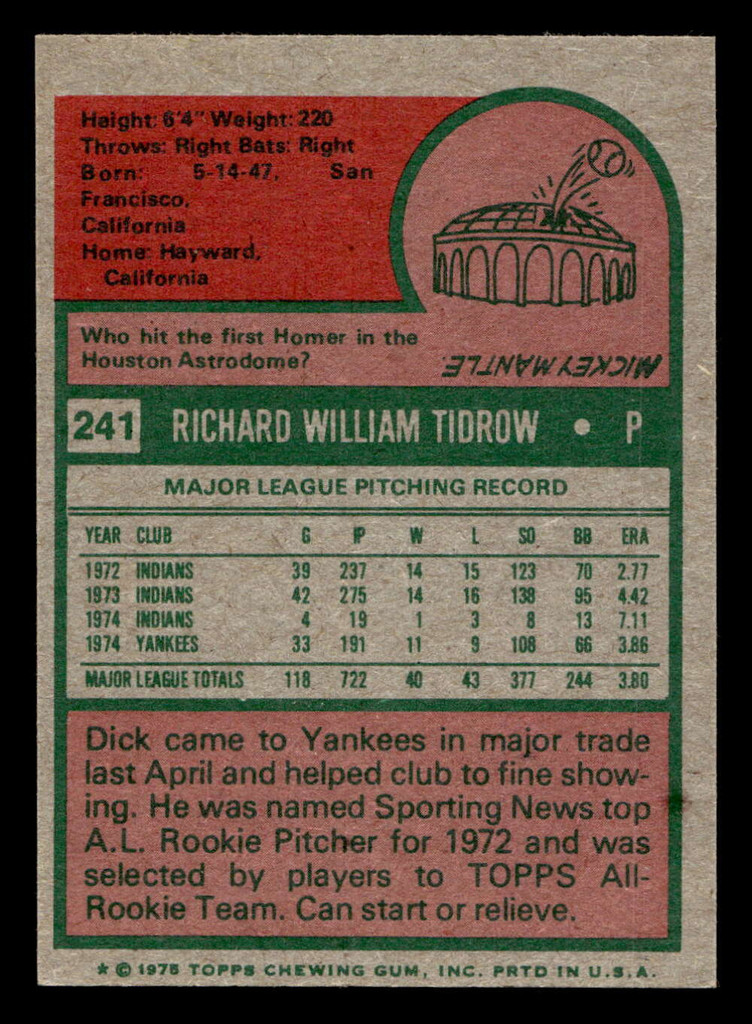 Height: 6'4" Weight: 220
Throws: Right Bats: Right
Born: 5-14-47, San
Francisco,
California
Home: Hayward,
California
Who hit the first Homer in the
Houston Astrodome?
MICKEY MANTLE.
241 RICHARD WILLIAM TIDROW • P
MAJOR LEAGUE PITCHING RECORD
YEAR CLUB G IP W L SO BB ERA
1972 INDIANS 39 237 14 15 123 70 2.77
1973 INDIANS 42 275 14 16 138 95 4.42
1974 INDIANS 4 19 1 3 8 13 7.11
1974 YANKEES 33 191 11 9 108 66 3.86
MAJOR LEAGUE TOTALS 118 722 40 43 377 244 3.80
Dick came to Yankees in major trade
last April and helped club to fine show-
ing. He was named Sporting News top
A.L. Rookie Pitcher for 1972 and was
selected by players to TOPPS All-
Rookie Team. Can start or relieve.
* © 1975 TOPPS CHEWING GUM, INC. PRTD IN U.S.A.